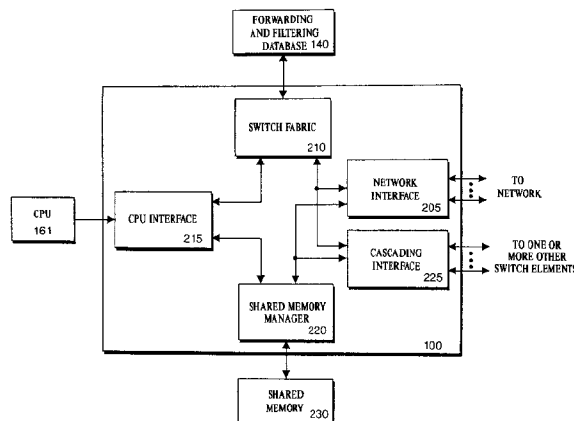 FORWARDING
AND FILTERING
DATABASE 140
SWITCH FABRIC
210
NETWORK
INTERFACE
205
TO
NETWORK
CPU
161
CPU INTERFACE
215
CASCADING
INTERFACE
225
TO ONE OR
MORE OTHER
SWITCH ELEMENTS
SHARED MEMORY
MANAGER
220
100
SHARED
MEMORY
230